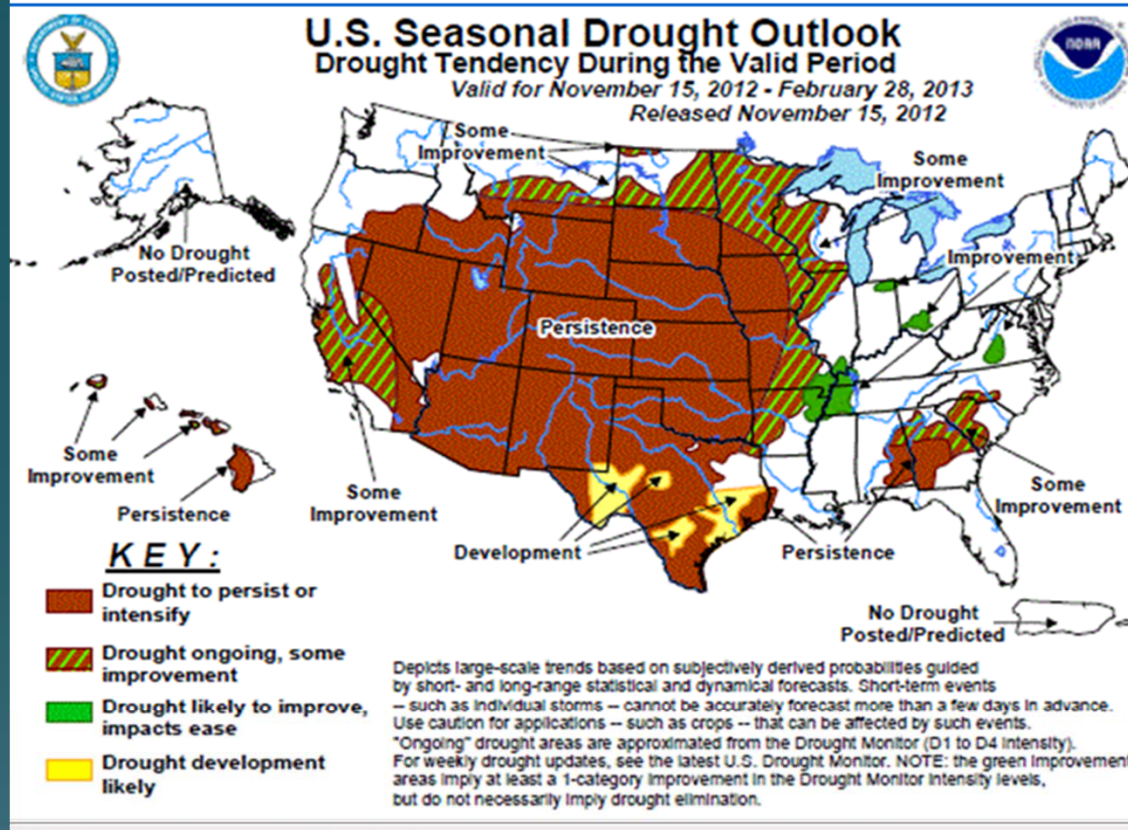 U.S. Seasonal Drought Outlook
Drought Tendency During the Valid Period
Valid for November 15, 2012 - February 28, 2013
Released November 15, 2012
NOAA
Some
Improvement
Some
Improvement
No Drought
Posted/Predicted
Improvement
Persistence
Some
Improvement
Persistence
Some
Improvement
Some
Improvement
Development
Persistence
No Drought
Posted/Predicted
KEY:
Drought to persist or
intensify
Drought ongoing, some
improvement
Drought likely to improve,
impacts ease
Drought development
likely
Depicts large-scale trends based on subjectively derived probabilities guided
by short- and long-range statistical and dynamical forecasts. Short-term events
-- such as individual storms -- cannot be accurately forecast more than a few days in advance.
Use caution for applications -- such as crops -- that can be affected by such events.
"Ongoing" drought areas are approximated from the Drought Monitor (D1 to D4 intensity).
For weekly drought updates, see the latest U.S. Drought Monitor. NOTE: the green improvement
areas imply at least a 1-category improvement in the Drought Monitor intensity levels,
but do not necessarily imply drought elimination.